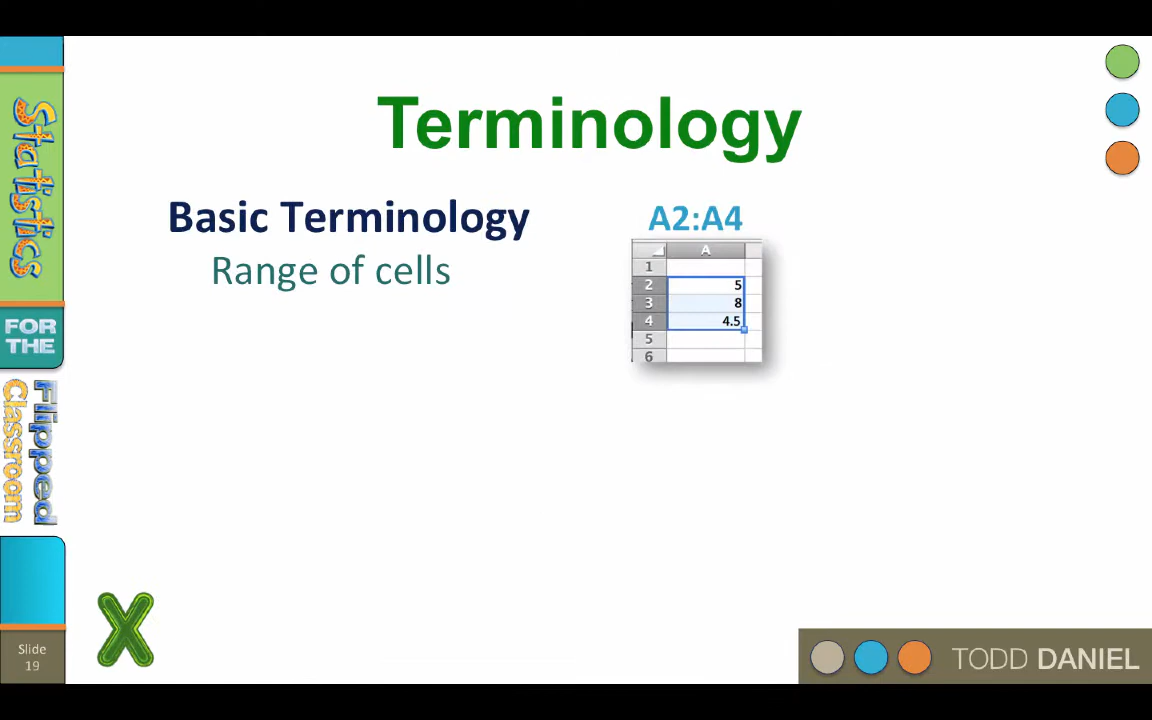 Statistics
FOR THE
Flipped
Classroom
Slide
19
Terminology
Basic Terminology
Range of cells
A2:A4
A
1
2 5
3 8
4 4.5
5
6
X
TODD DANIEL